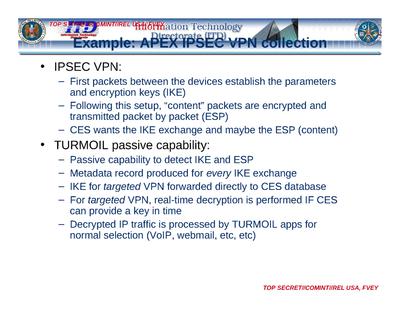 TOP SECRET//COMINT//REL USA, FVEY
Information Technology
Directorate (ITD)
ITD
Information Technology
Directorate
Example: APEX IPSEC VPN collection
• IPSEC VPN:
– First packets between the devices establish the parameters
and encryption keys (IKE)
– Following this setup, “content” packets are encrypted and
transmitted packet by packet (ESP)
– CES wants the IKE exchange and maybe the ESP (content)
• TURMOIL passive capability:
– Passive capability to detect IKE and ESP
– Metadata record produced for every IKE exchange
– IKE for targeted VPN forwarded directly to CES database
– For targeted VPN, real-time decryption is performed IF CES
can provide a key in time
– Decrypted IP traffic is processed by TURMOIL apps for
normal selection (VoIP, webmail, etc, etc)
TOP SECRET//COMINT//REL USA, FVEY